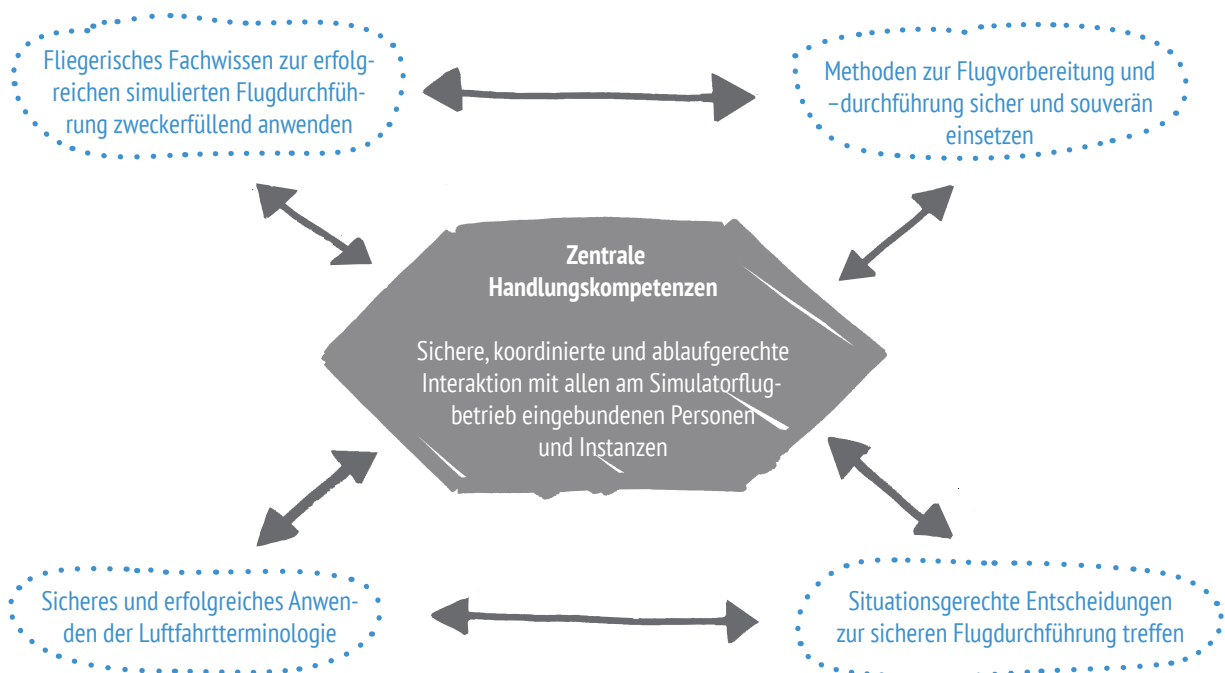 Fliegerisches Fachwissen zur erfolg-
reichen simulierten Flugdurchfüh-
rung zweckerfüllend anwenden
Methoden zur Flugvorbereitung und
–durchführung sicher und souverän
einsetzen
Zentrale
Handlungskompetenzen
Sichere, koordinierte und ablaufgerechte
Interaktion mit allen am Simulatorflug-
betrieb eingebundenen Personen
und Instanzen
Sicheres und erfolgreiches Anwen-
den der Luftfahrtterminologie
Situationsgerechte Entscheidungen
zur sicheren Flugdurchführung treffen